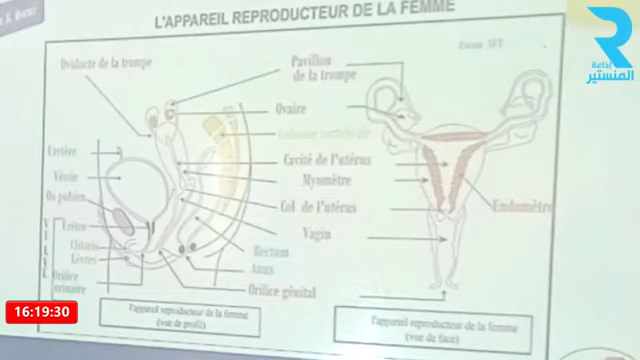 L'APPAREIL REPRODUCTEUR DE LA FEMME
إذاعة
المنستير
Oviducte de la trompe
Pavillon
de la trompe
Ovaire
Colonne vertébrale
Uretère
Cavité de l'utérus
Vessie
Myomètre
Os pubien
Col de l'utérus
Endomètre
Urètre
Vagin
Clitoris
Lèvres
Rectum
Anus
Orifice
urinaire
Orifice génital
VULVE
16:19:30
l'appareil reproducteur de la femme
(vue de profil)
l'appareil reproducteur de la femme
(vue de face)